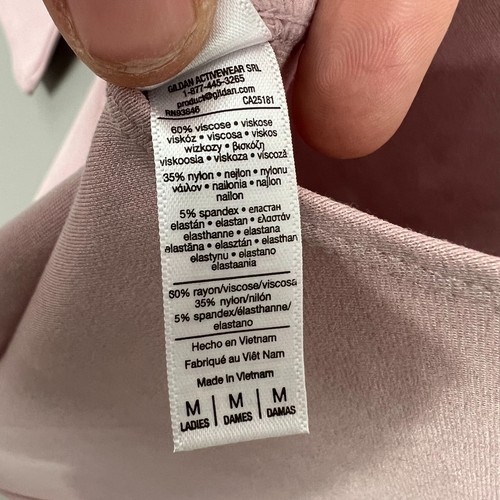 GILDAN ACTIVEWEAR SRL
1-877-445-3265
product@gildan.com
RN93846 CA25181
60% viscose • viskose
viskóz • viscosa • viskos
wizkozy • βισκόζη
viskoosia • viskoza • viscoză
35% nylon • nejlon • nylonu
νάιλον • nailonia • najlon
nailon
5% spandex • еластан
elastán • elastan • ελαστάν
elasthanne • elastana
elastāna • elasztán • elasthan
elastynu • elastano
elastaania
60% rayon/viscose/viscosa
35% nylon/nilón
5% spandex/élasthanne/
elastano
Hecho en Vietnam
Fabriqué au Viêt Nam
Made in Vietnam
M | M | M
LADIES | DAMES | DAMAS